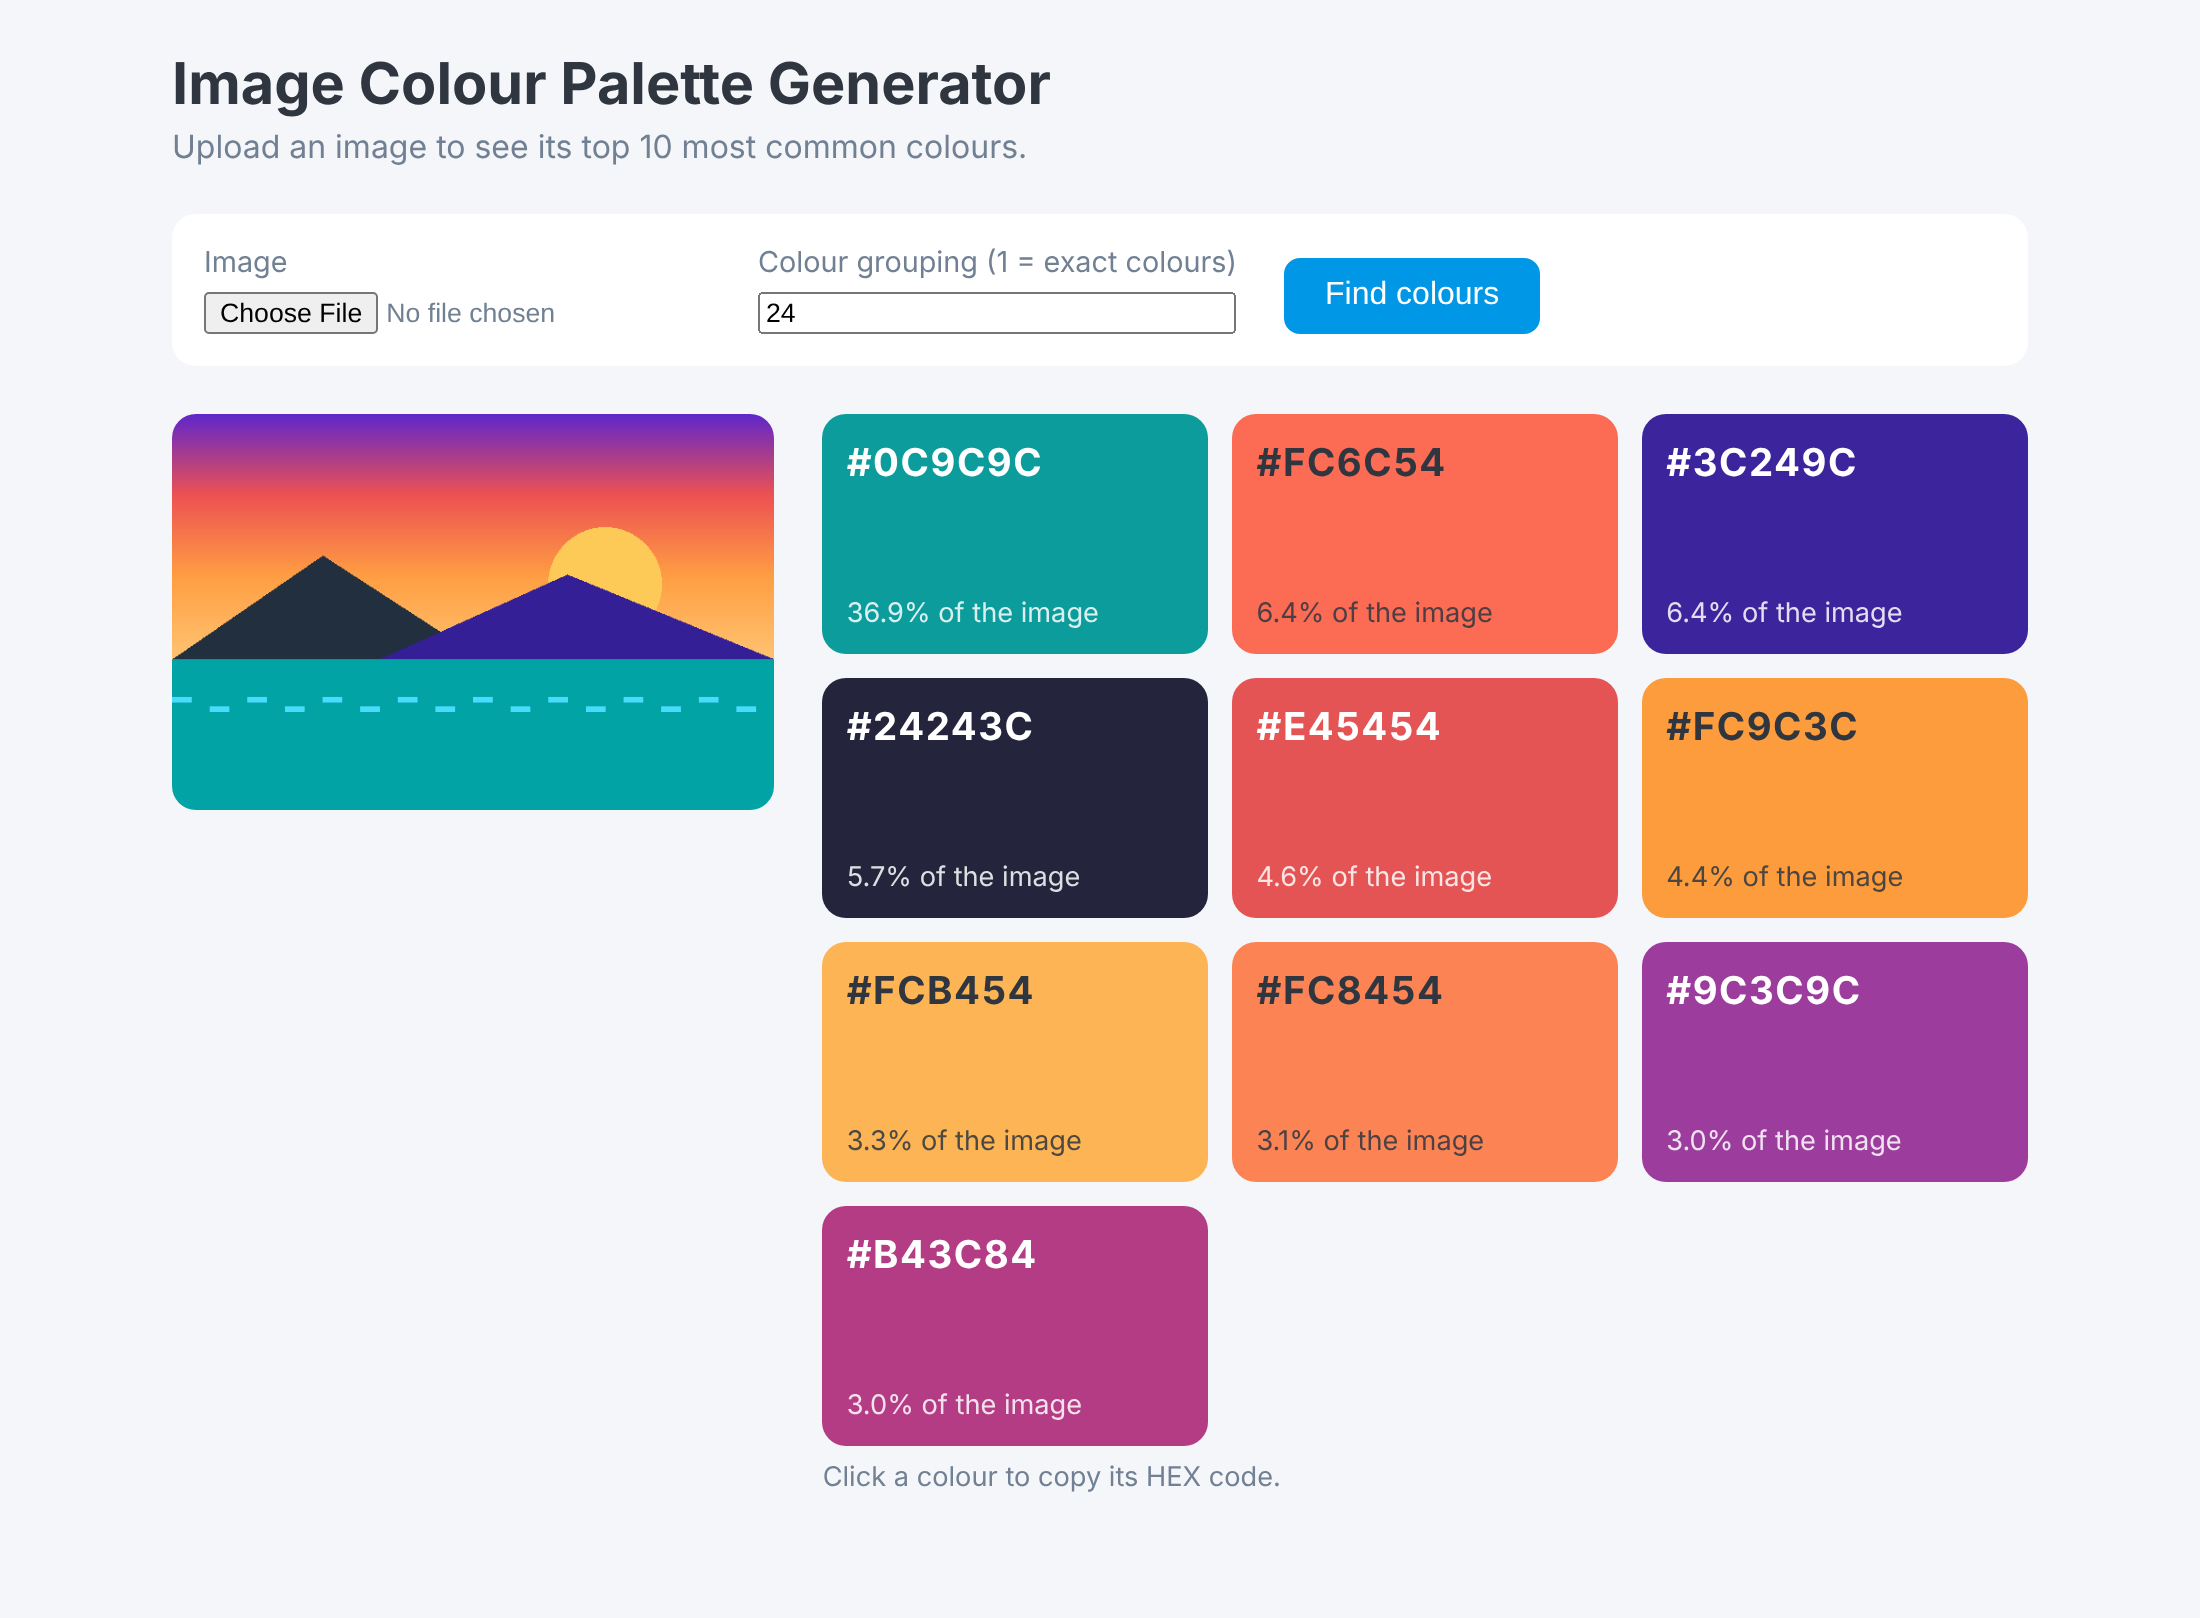 Image Colour Palette Generator
Upload an image to see its top 10 most common colours.
Image
Choose File No file chosen
Colour grouping (1 = exact colours)
24
Find colours
#0C9C9C
36.9% of the image
#FC6C54
6.4% of the image
#3C249C
6.4% of the image
#24243C
5.7% of the image
#E45454
4.6% of the image
#FC9C3C
4.4% of the image
#FCB454
3.3% of the image
#FC8454
3.1% of the image
#9C3C9C
3.0% of the image
#B43C84
3.0% of the image
Click a colour to copy its HEX code.